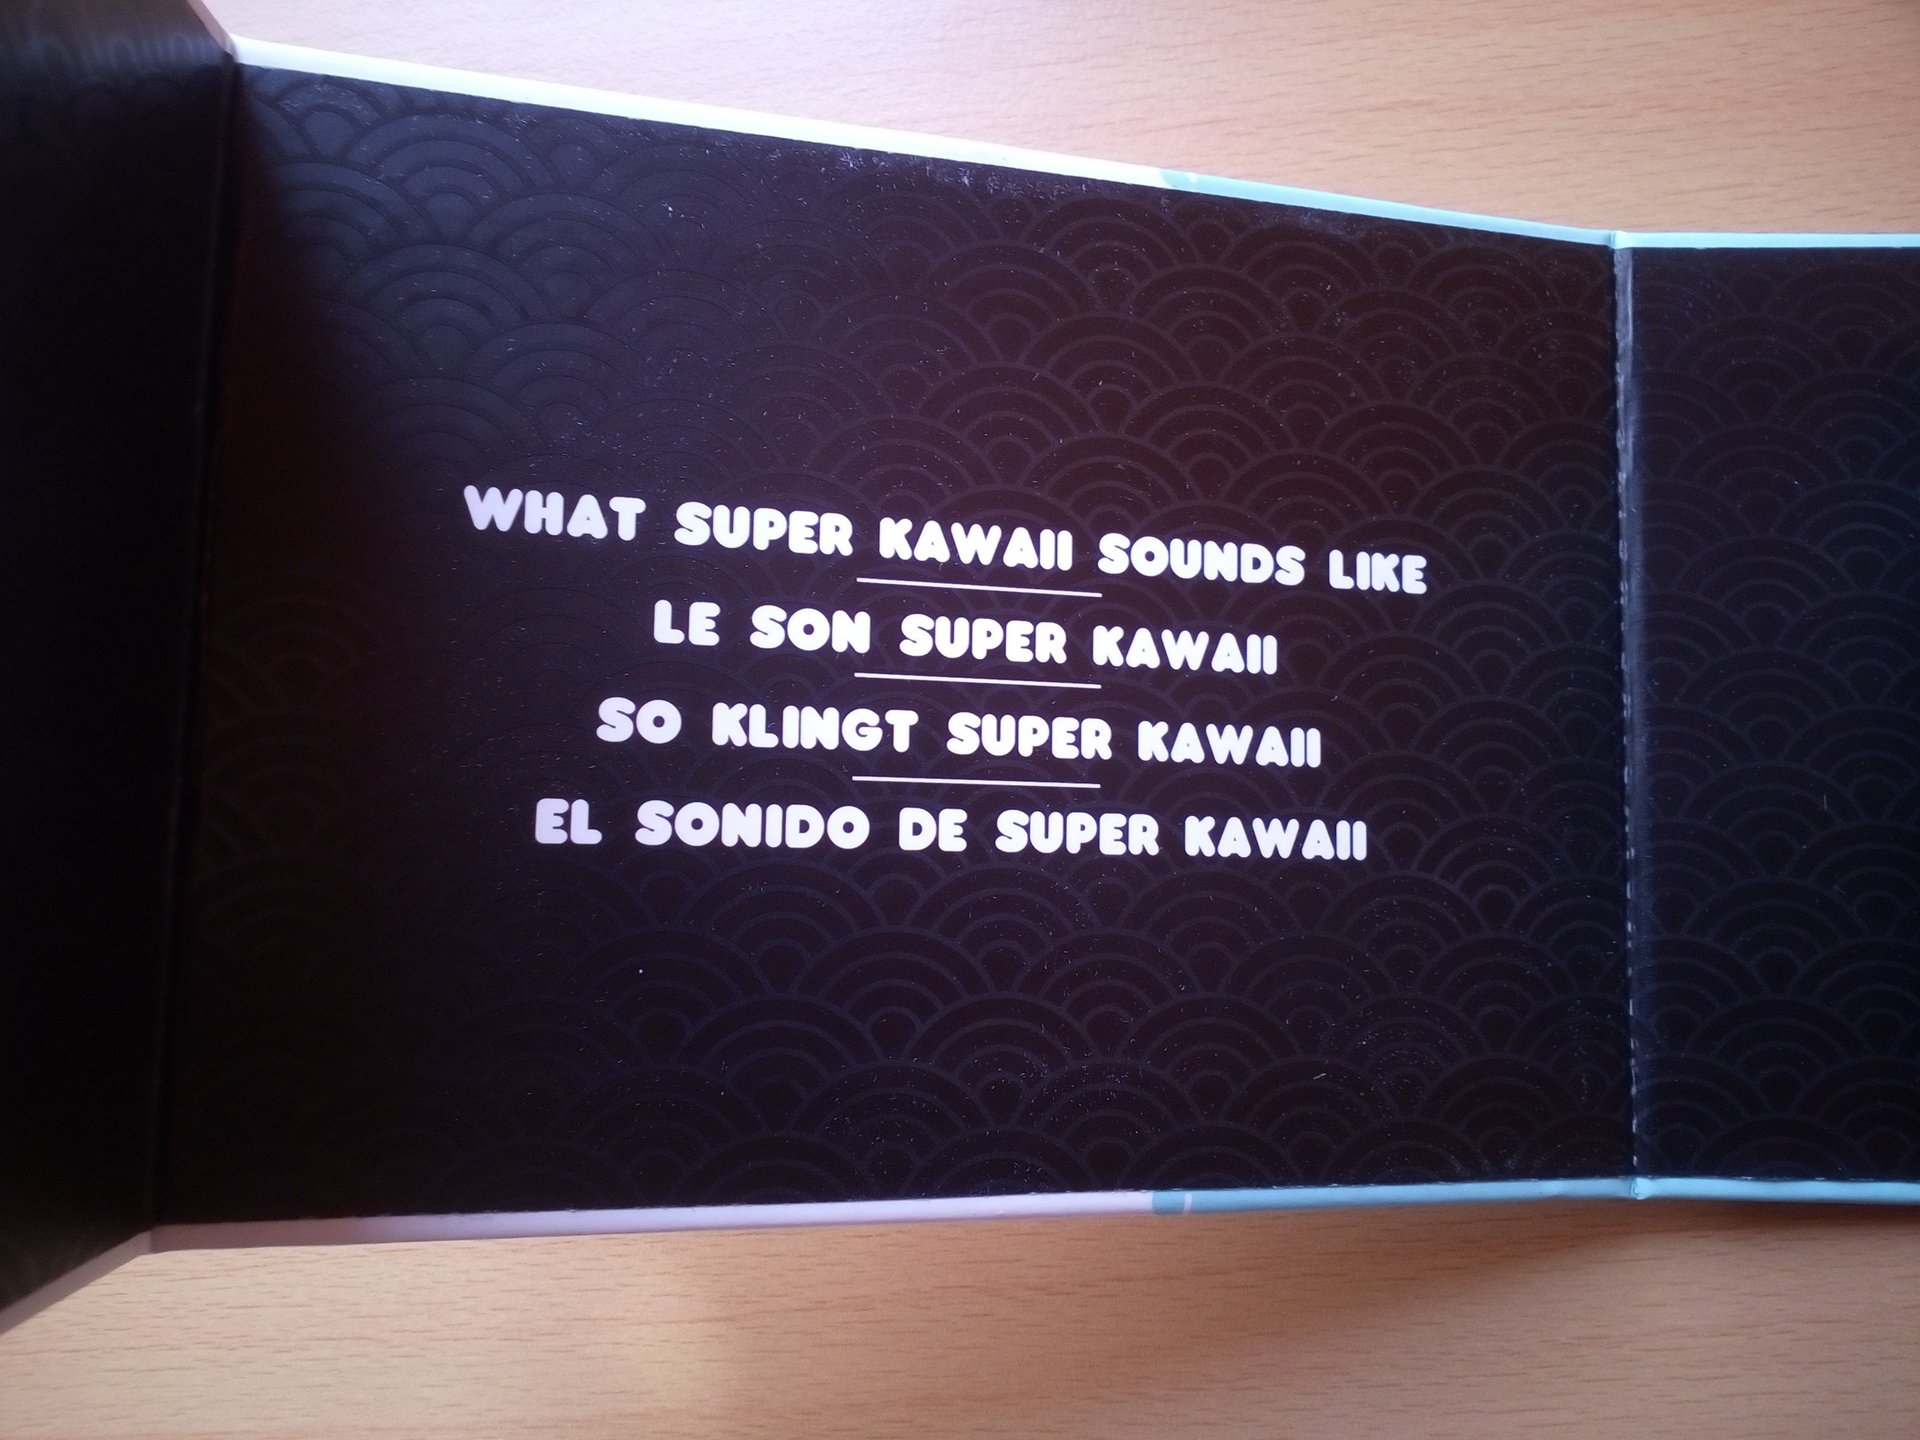 WHAT SUPER KAWAII SOUNDS LIKE
LE SON SUPER KAWAII
SO KLINGT SUPER KAWAII
EL SONIDO DE SUPER KAWAII